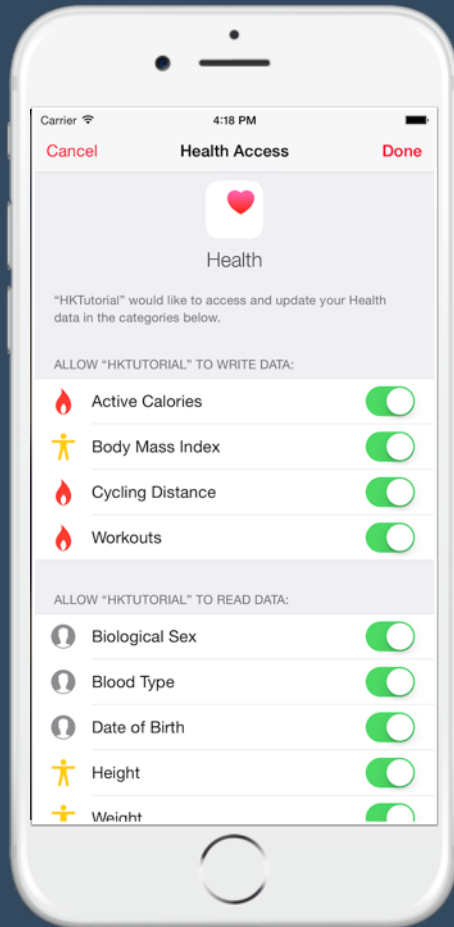 Carrier 4:18 PM
Cancel Health Access Done
Health
“HKTutorial” would like to access and update your Health
data in the categories below.
ALLOW “HKTUTORIAL” TO WRITE DATA:
Active Calories
Body Mass Index
Cycling Distance
Workouts
ALLOW “HKTUTORIAL” TO READ DATA:
Biological Sex
Blood Type
Date of Birth
Height
Weight